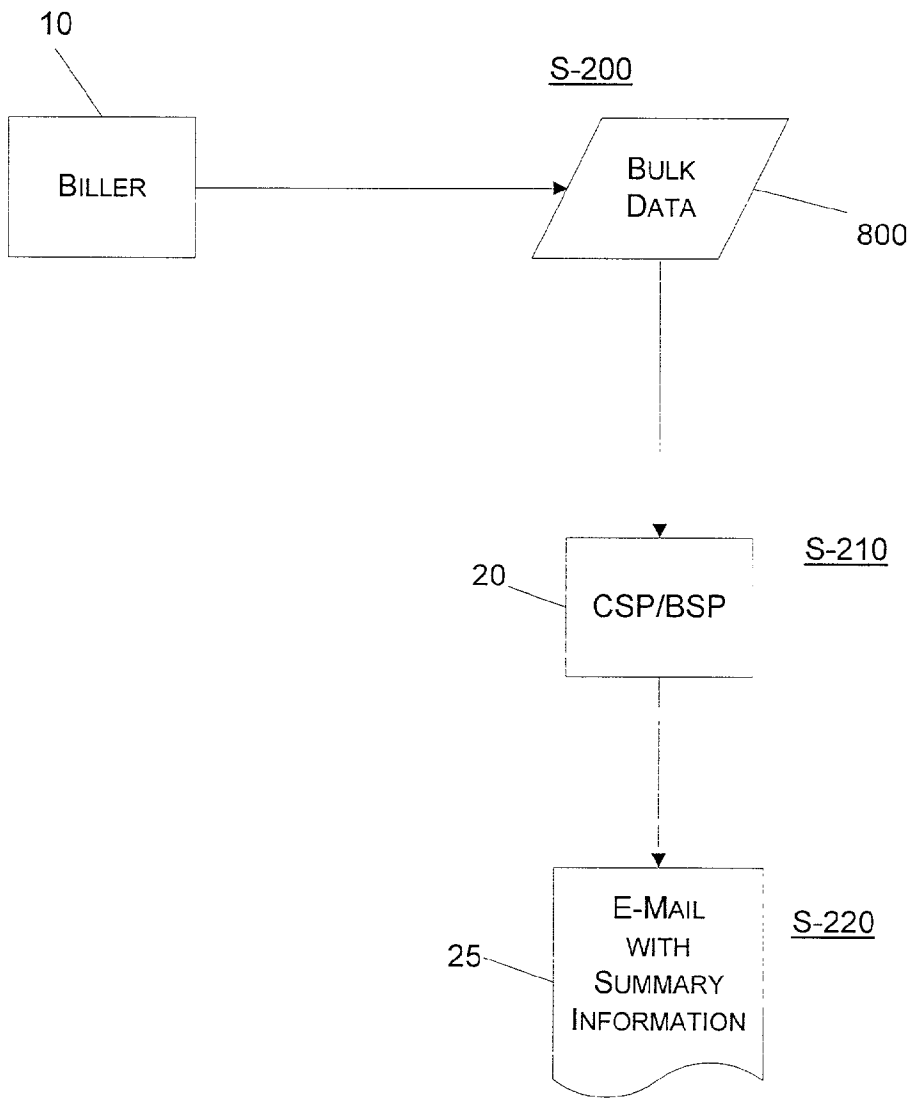 10
S-200
BILLER
BULK
DATA
800
S-210
20
CSP/BSP
E-MAIL
WITH
SUMMARY
INFORMATION
S-220
25